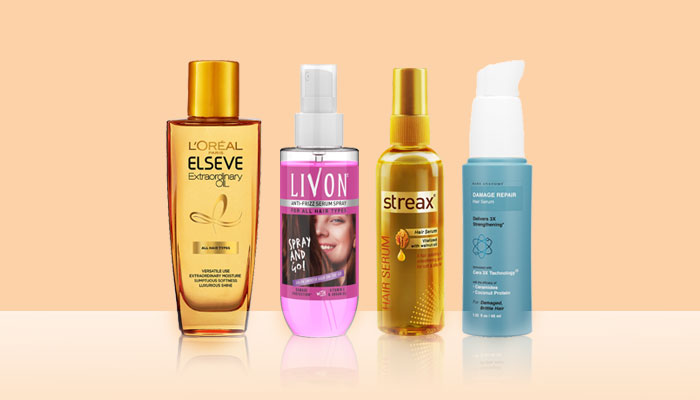 L'ORÉAL
PARIS
ELSEVE
Extraordinary
OIL
ALL HAIR TYPES
VERSATILE USE
EXTRAORDINARY MOISTURE
SUMPTUOUS SOFTNESS
LUXURIOUS SHINE
LIVON
ANTI-FRIZZ SERUM SPRAY
FOR ALL HAIR TYPES
SPRAY
AND
GO!
streax
Hair Serum
Vitalised
with walnut oil
HAIR SERUM
BARE ANATOMY
DAMAGE REPAIR
Hair Serum
Delivers 3X
Strengthening*
Technology
Ceramides
Coconut Protein
For Damaged,
Brittle Hair